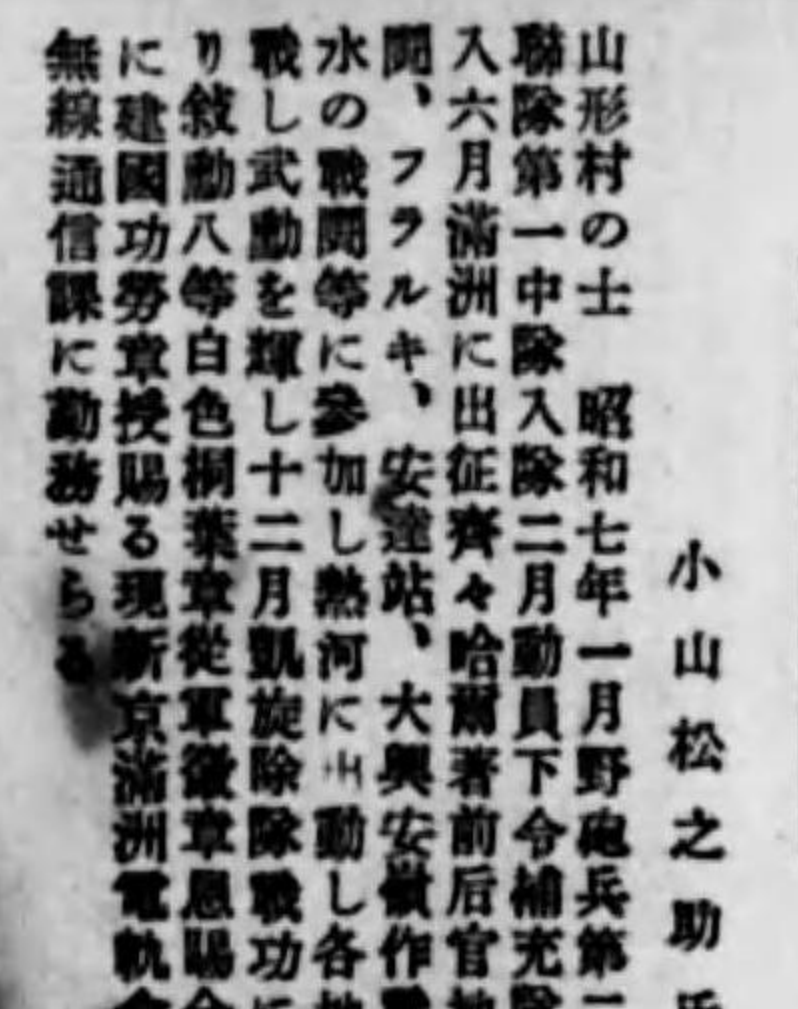 小山松之助氏
山形村の士　昭和七年一月野砲兵第二
聯隊第一中隊入隊二月動員下令補充隊
入六月滿洲に出征齊々哈爾著前后官地
鬪、フラルキ、安達站、大興安嶺作戰
水の戰鬪等に參加し熱河に出動し各地
戰し武勳を輝し十二月凱旋除隊戰功に
り敍勳八等白色桐葉章從軍徽章恩賜金
に建國功勞章授賜る現新京滿洲電軌會
無線通信課に勤務せらる